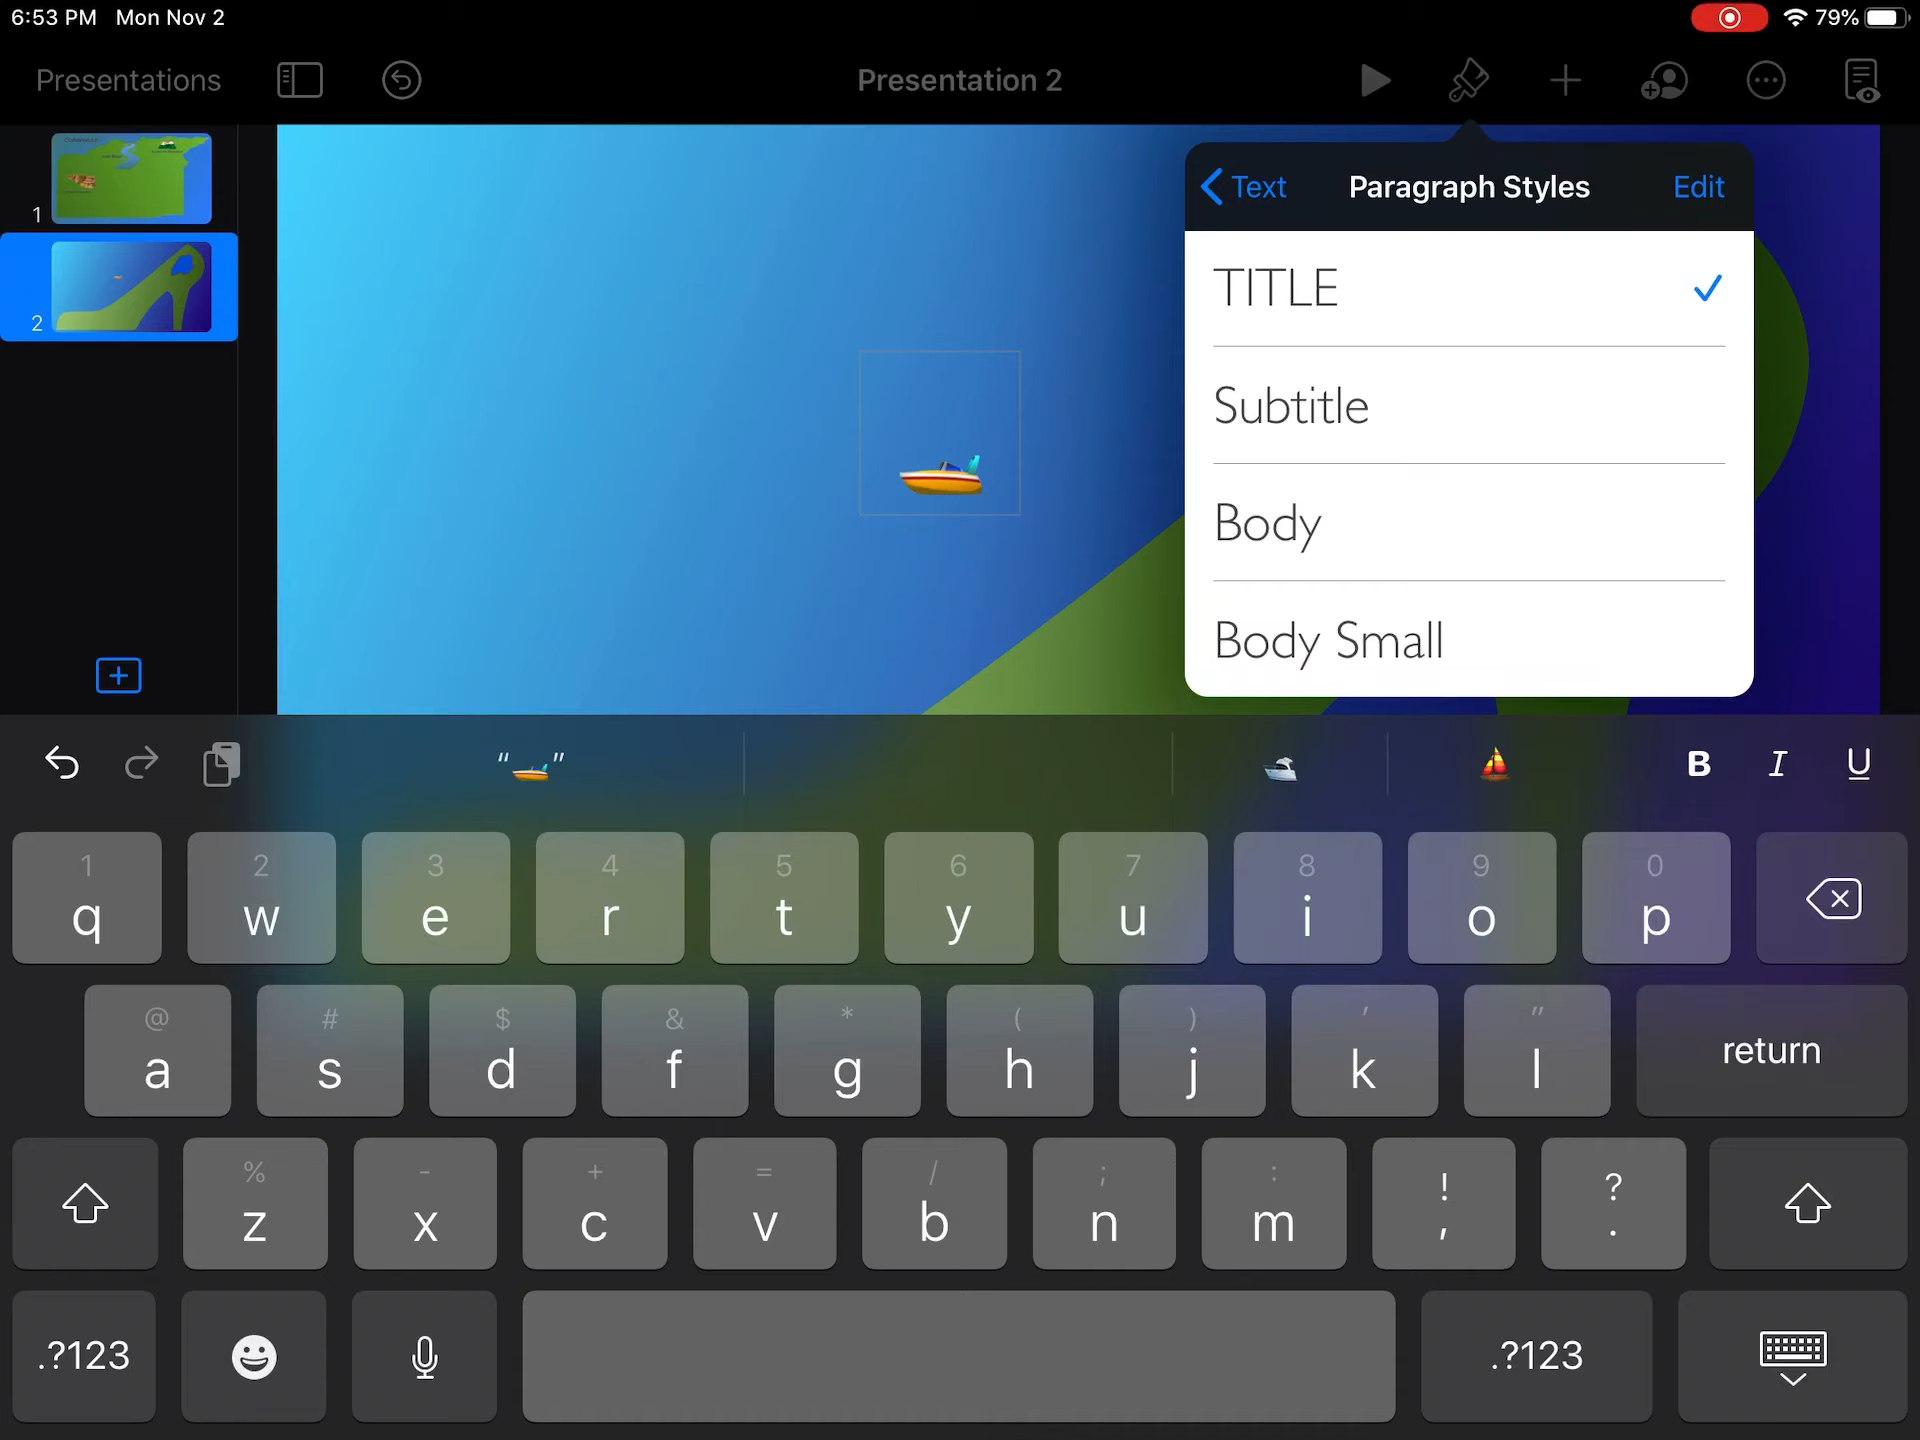 6:53 PM Mon Nov 2
79%
Presentations
Presentation 2
1
2
Text
Paragraph Styles
Edit
TITLE
Subtitle
Body
Body Small
“🚤”
B I U
1 2 3 4 5 6 7 8 9 0
q w e r t y u i o p
@ # $ & * ( ) ' "
a s d f g h j k l
return
% - + = / ; : ! ?
z x c v b n m , .
.?123
.?123